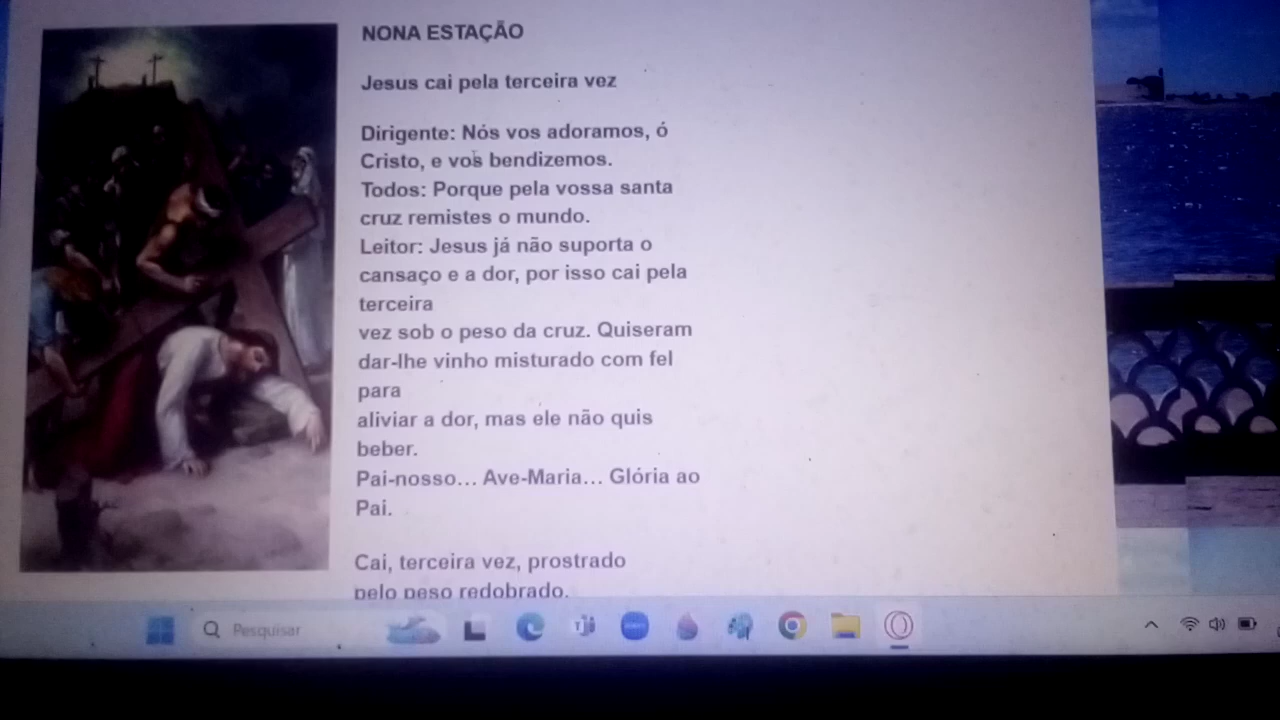 NONA ESTAÇÃO
Jesus cai pela terceira vez
Dirigente: Nós vos adoramos, ó
Cristo, e vos bendizemos.
Todos: Porque pela vossa santa
cruz remistes o mundo.
Leitor: Jesus já não suporta o
cansaço e a dor, por isso cai pela
terceira
vez sob o peso da cruz. Quiseram
dar-lhe vinho misturado com fel
para
aliviar a dor, mas ele não quis
beber.
Pai-nosso... Ave-Maria... Glória ao
Pai.
Cai, terceira vez, prostrado
pelo peso redobrado.
Pesquisar